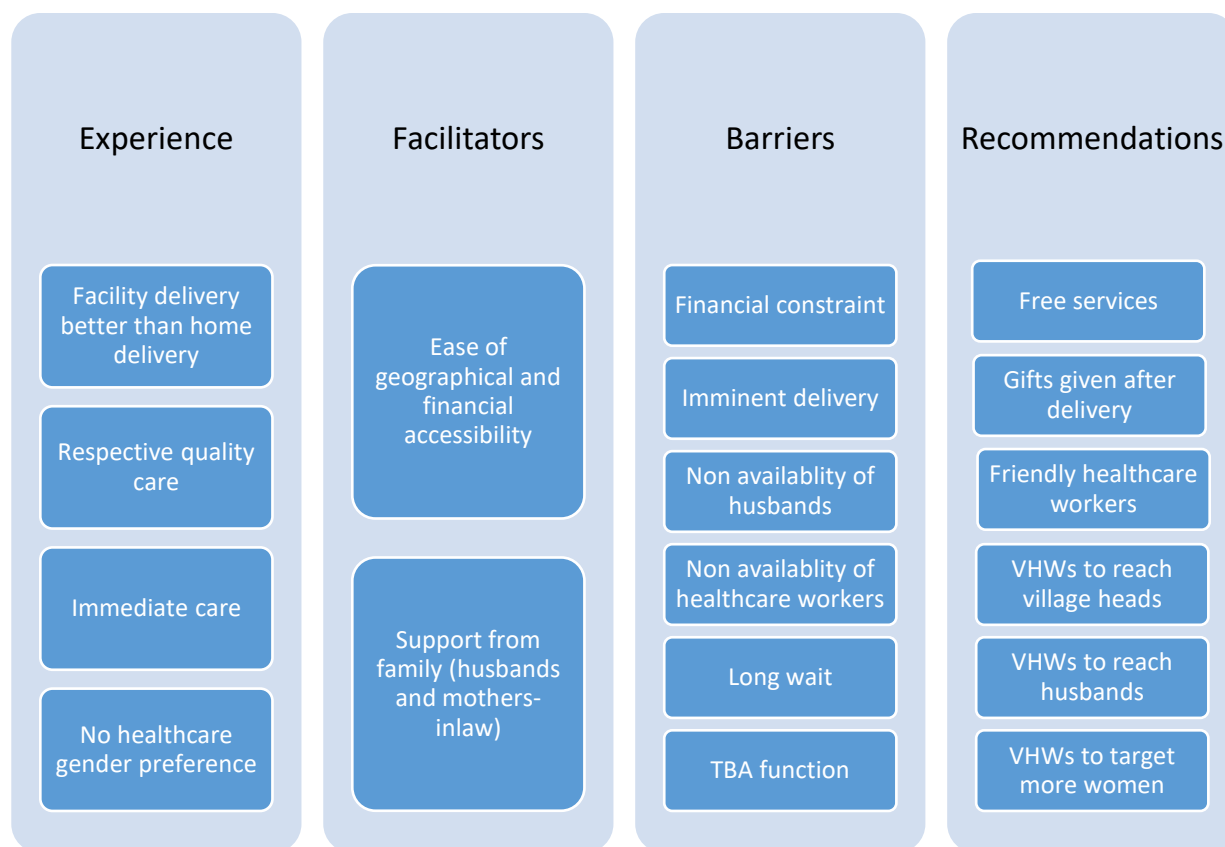 Experience
Facility delivery
better than home
delivery
Respective quality
care
Immediate care
No healthcare
gender preference
Facilitators
Ease of
geographical and
financial
accessibility
Support from
family (husbands
and mothers-
inlaw)
Barriers
Financial constraint
Imminent delivery
Non availablity of
husbands
Non availablity of
healthcare workers
Long wait
TBA function
Recommendations
Free services
Gifts given after
delivery
Friendly healthcare
workers
VHWs to reach
village heads
VHWs to reach
husbands
VHWs to target
more women